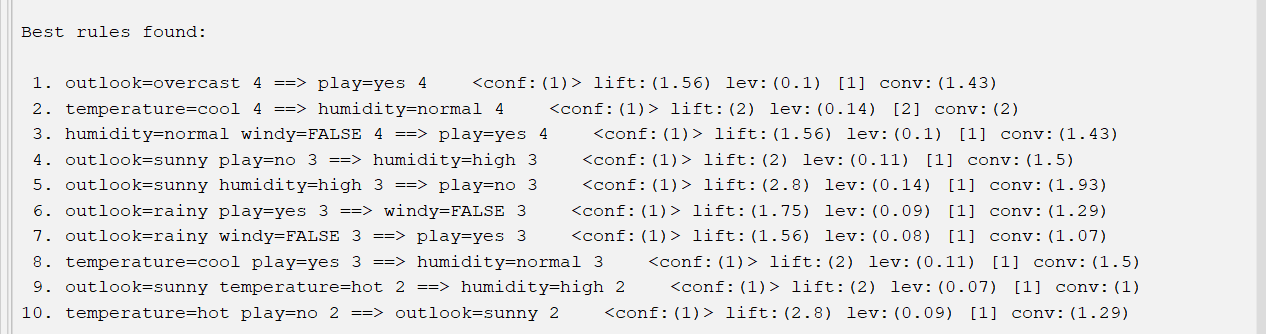 Best rules found:
1. outlook=overcast 4 ==> play=yes 4    <conf:(1)> lift:(1.56) lev:(0.1) [1] conv:(1.43)
2. temperature=cool 4 ==> humidity=normal 4    <conf:(1)> lift:(2) lev:(0.14) [2] conv:(2)
3. humidity=normal windy=FALSE 4 ==> play=yes 4    <conf:(1)> lift:(1.56) lev:(0.1) [1] conv:(1.43)
4. outlook=sunny play=no 3 ==> humidity=high 3    <conf:(1)> lift:(2) lev:(0.11) [1] conv:(1.5)
5. outlook=sunny humidity=high 3 ==> play=no 3    <conf:(1)> lift:(2.8) lev:(0.14) [1] conv:(1.93)
6. outlook=rainy play=yes 3 ==> windy=FALSE 3    <conf:(1)> lift:(1.75) lev:(0.09) [1] conv:(1.29)
7. outlook=rainy windy=FALSE 3 ==> play=yes 3    <conf:(1)> lift:(1.56) lev:(0.08) [1] conv:(1.07)
8. temperature=cool play=yes 3 ==> humidity=normal 3    <conf:(1)> lift:(2) lev:(0.11) [1] conv:(1.5)
9. outlook=sunny temperature=hot 2 ==> humidity=high 2    <conf:(1)> lift:(2) lev:(0.07) [1] conv:(1)
10. temperature=hot play=no 2 ==> outlook=sunny 2    <conf:(1)> lift:(2.8) lev:(0.09) [1] conv:(1.29)